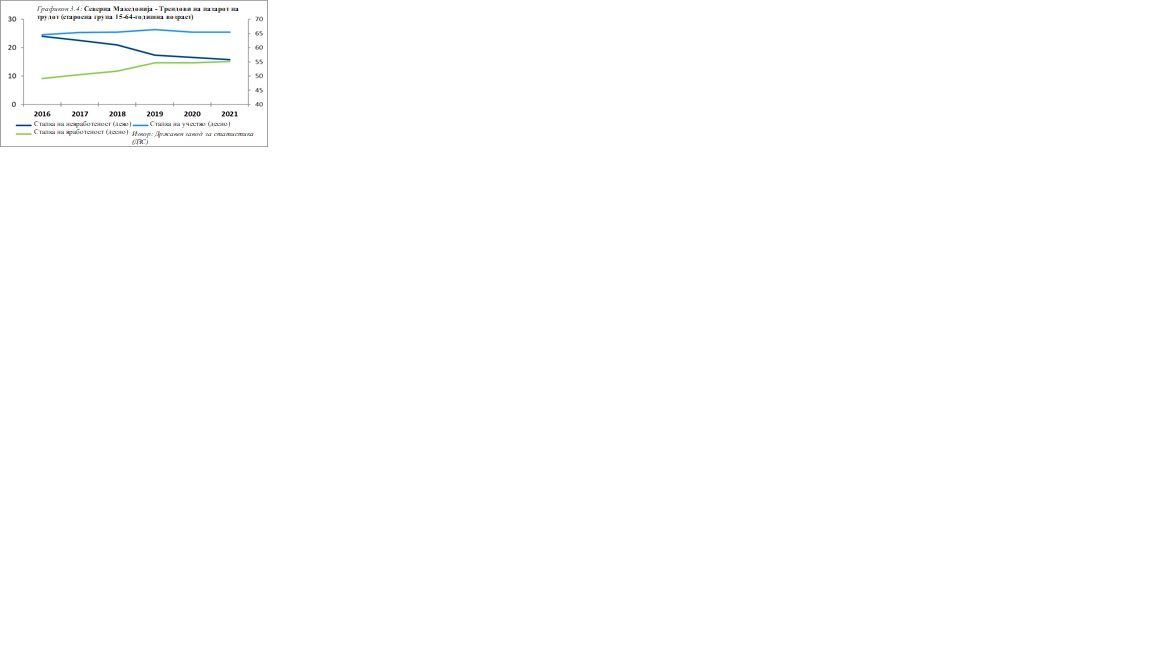 Графикон 3.4: Северна Македонија - Трендови на пазарот на
трудот (старосна група 15-64-годишна возраст)
30 70
65
20 60
55
10 50
45
0 40
2016 2017 2018 2019 2020 2021
Стапка на невработеност (лево) Стапка на учество (десно)
Стапка на вработеност (десно) Извор: Државен завод за статистика
(ДЗС)